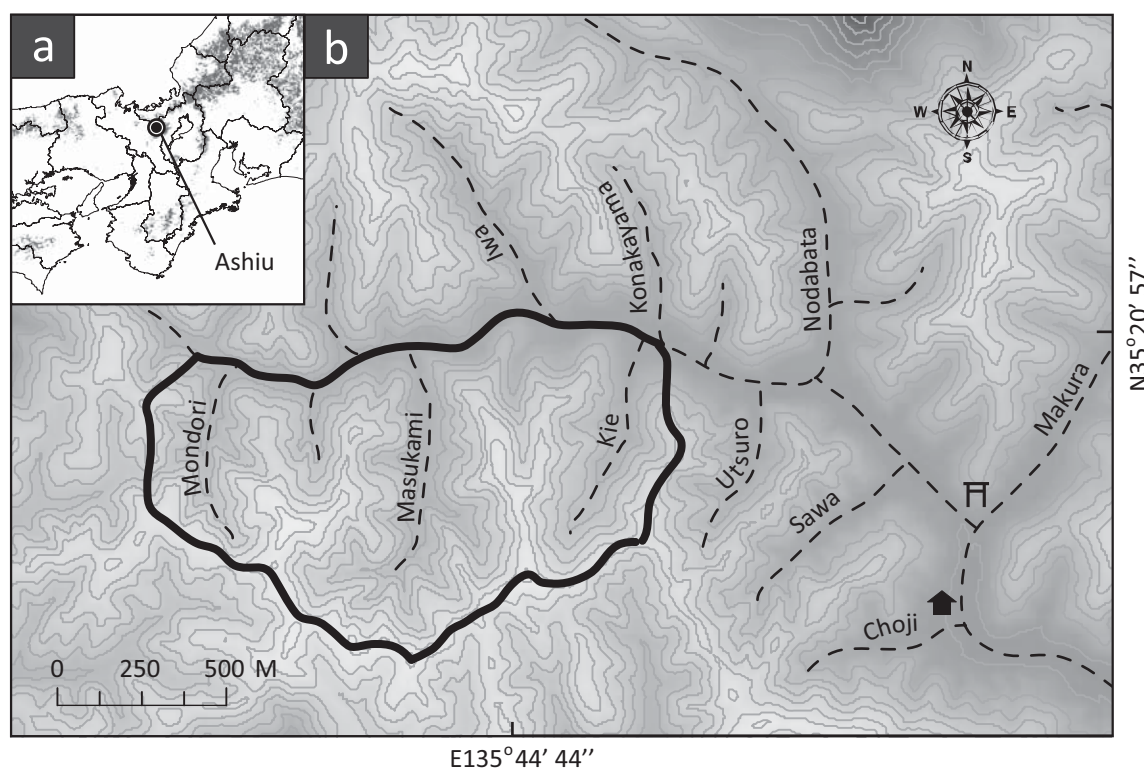 a
b
Ashiu
N
W E
S
Iwa
Konakayama
Nodabata
Mondori
Masukami
Kie
Utsuro
Sawa
Makura
Choji
0 250 500 M
E135° 44' 44’’
N35° 20' 57’’